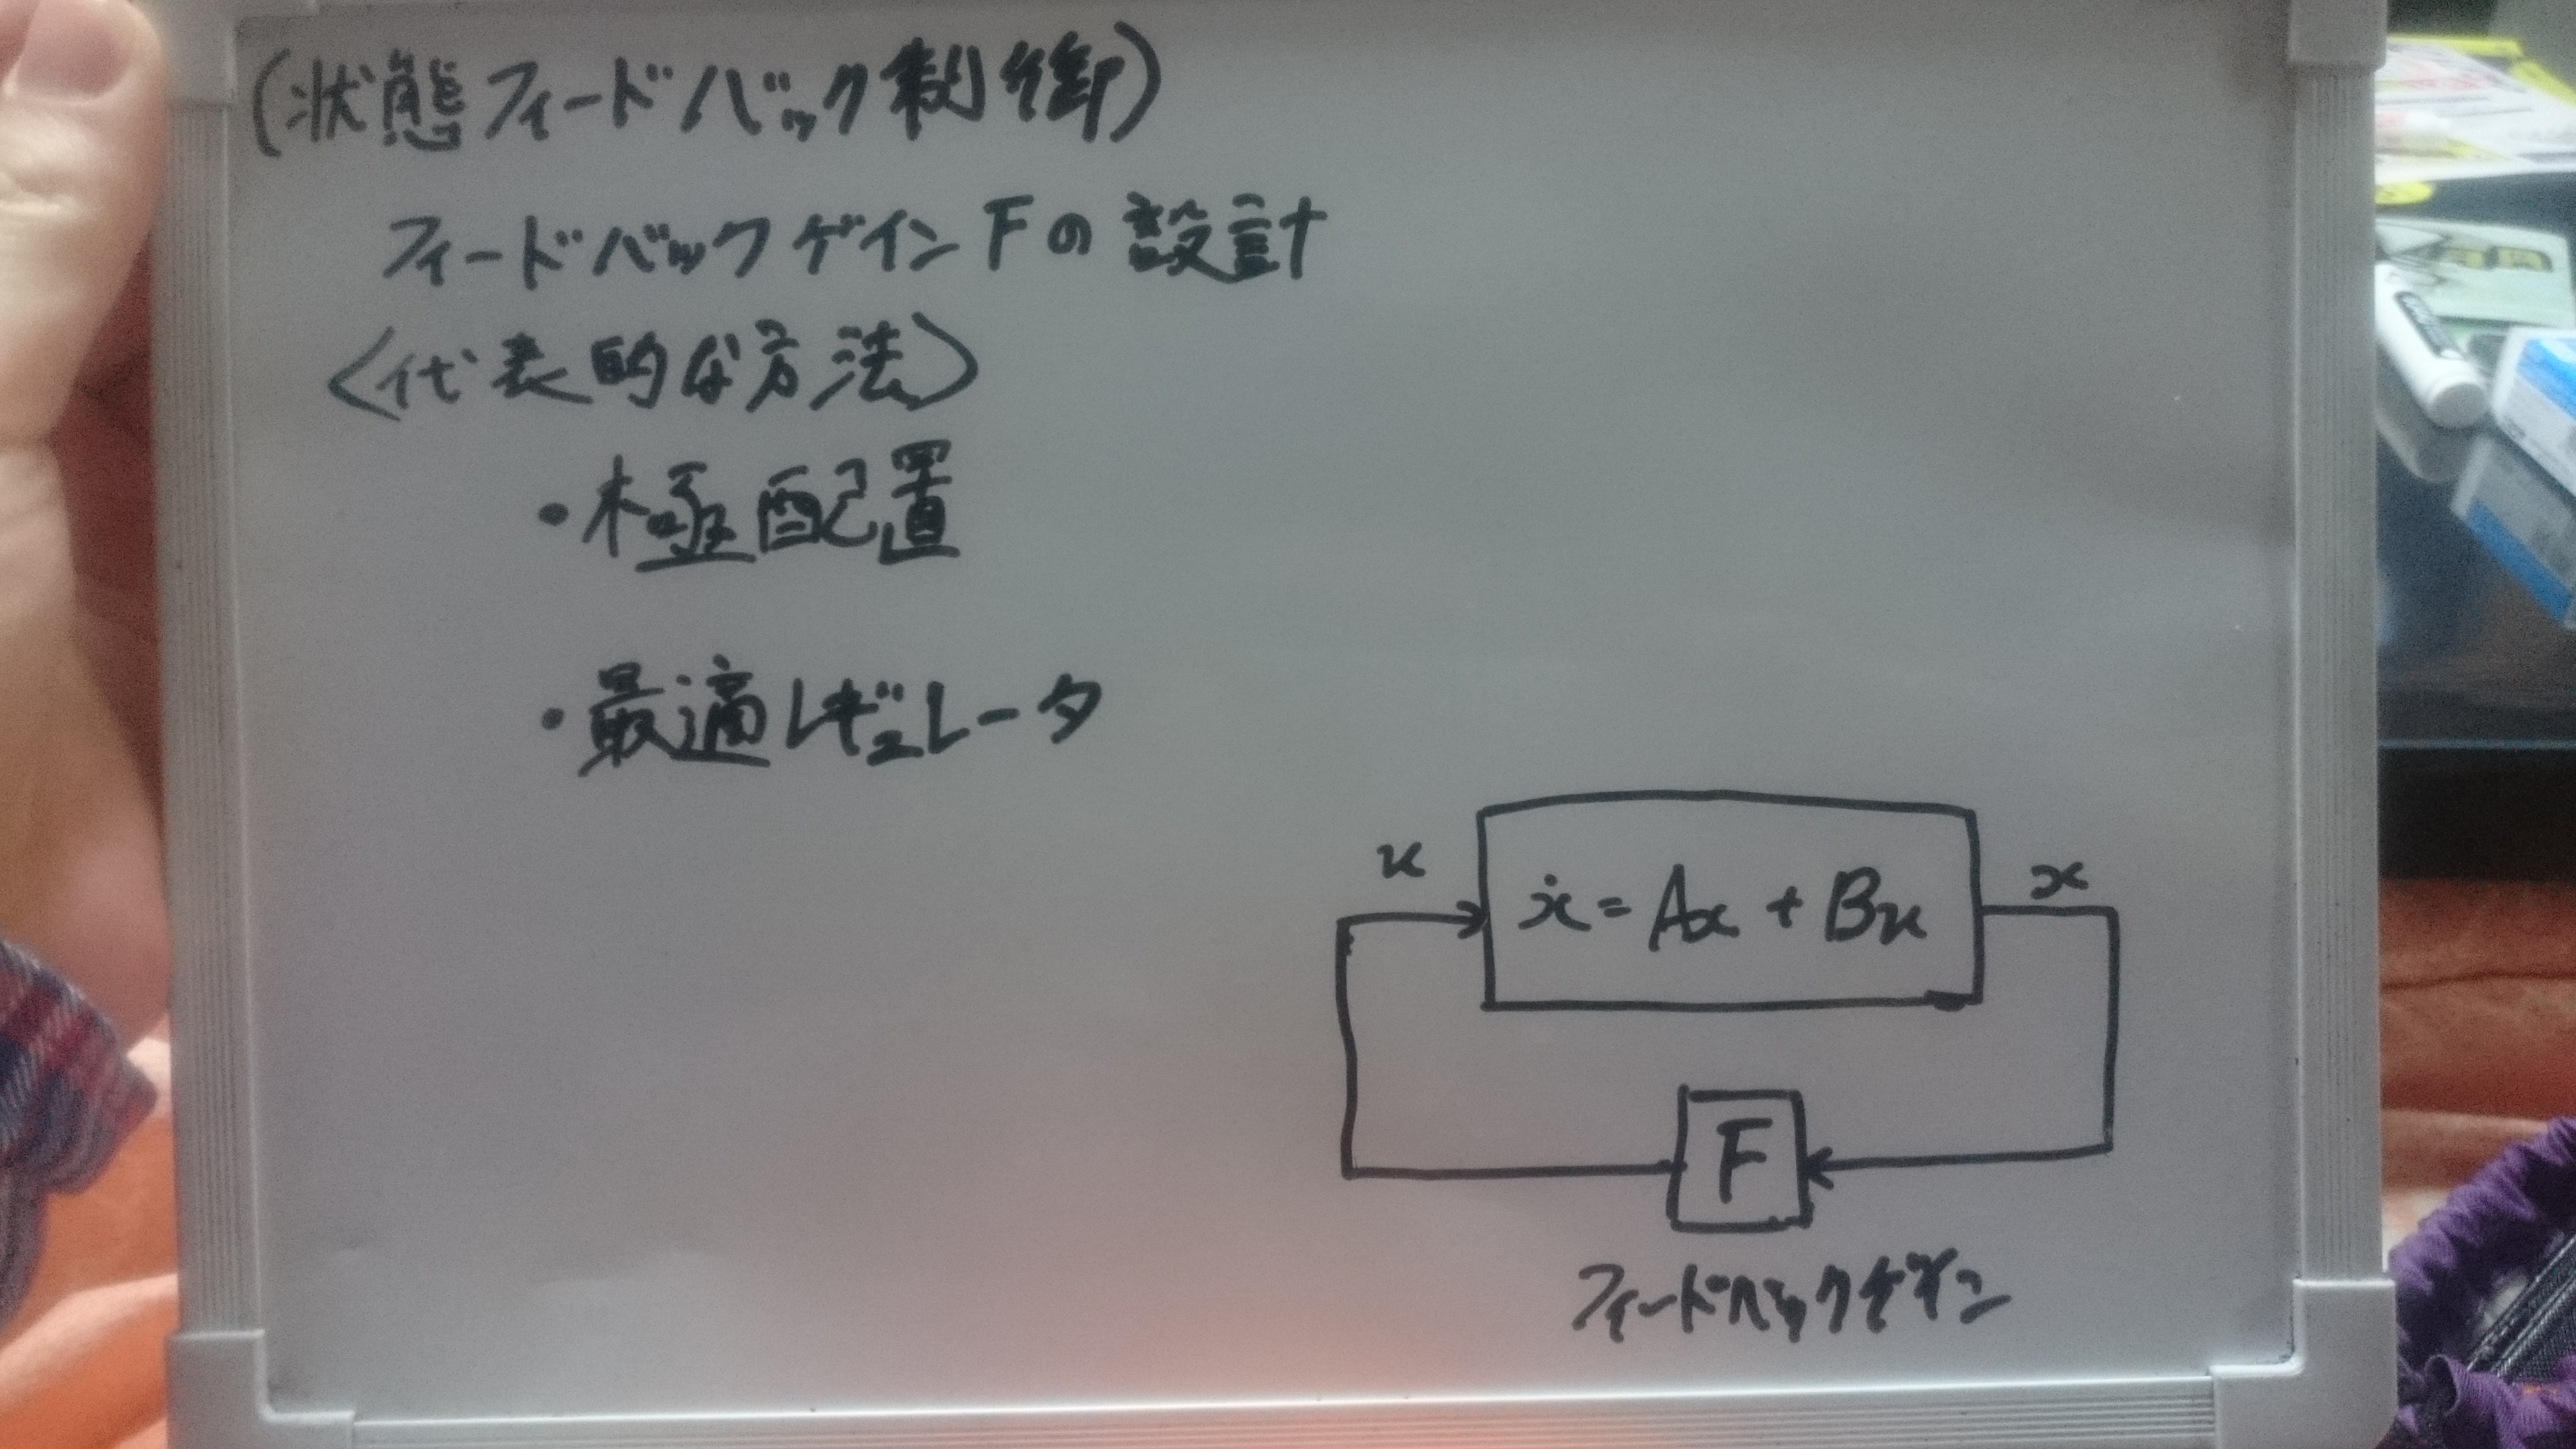 (状態フィードバック制御)
フィードバックゲインFの設計
<代表的な方法>
・極配置
・最適レギュレータ
u
ẋ=Ax+Bu
x
F
フィードバックゲイン